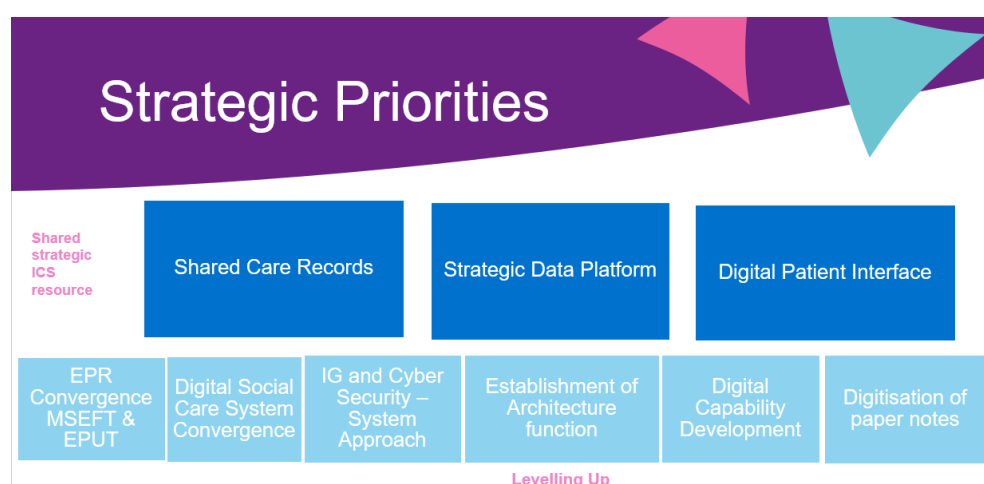 Strategic Priorities
Shared
strategic
ICS
resource
Shared Care Records
Strategic Data Platform
Digital Patient Interface
EPR
Convergence
MSEFT &
EPUT
Digital Social
Care System
Convergence
IG and Cyber
Security –
System
Approach
Establishment of
Architecture
function
Digital
Capability
Development
Digitisation of
paper notes
Levelling Up